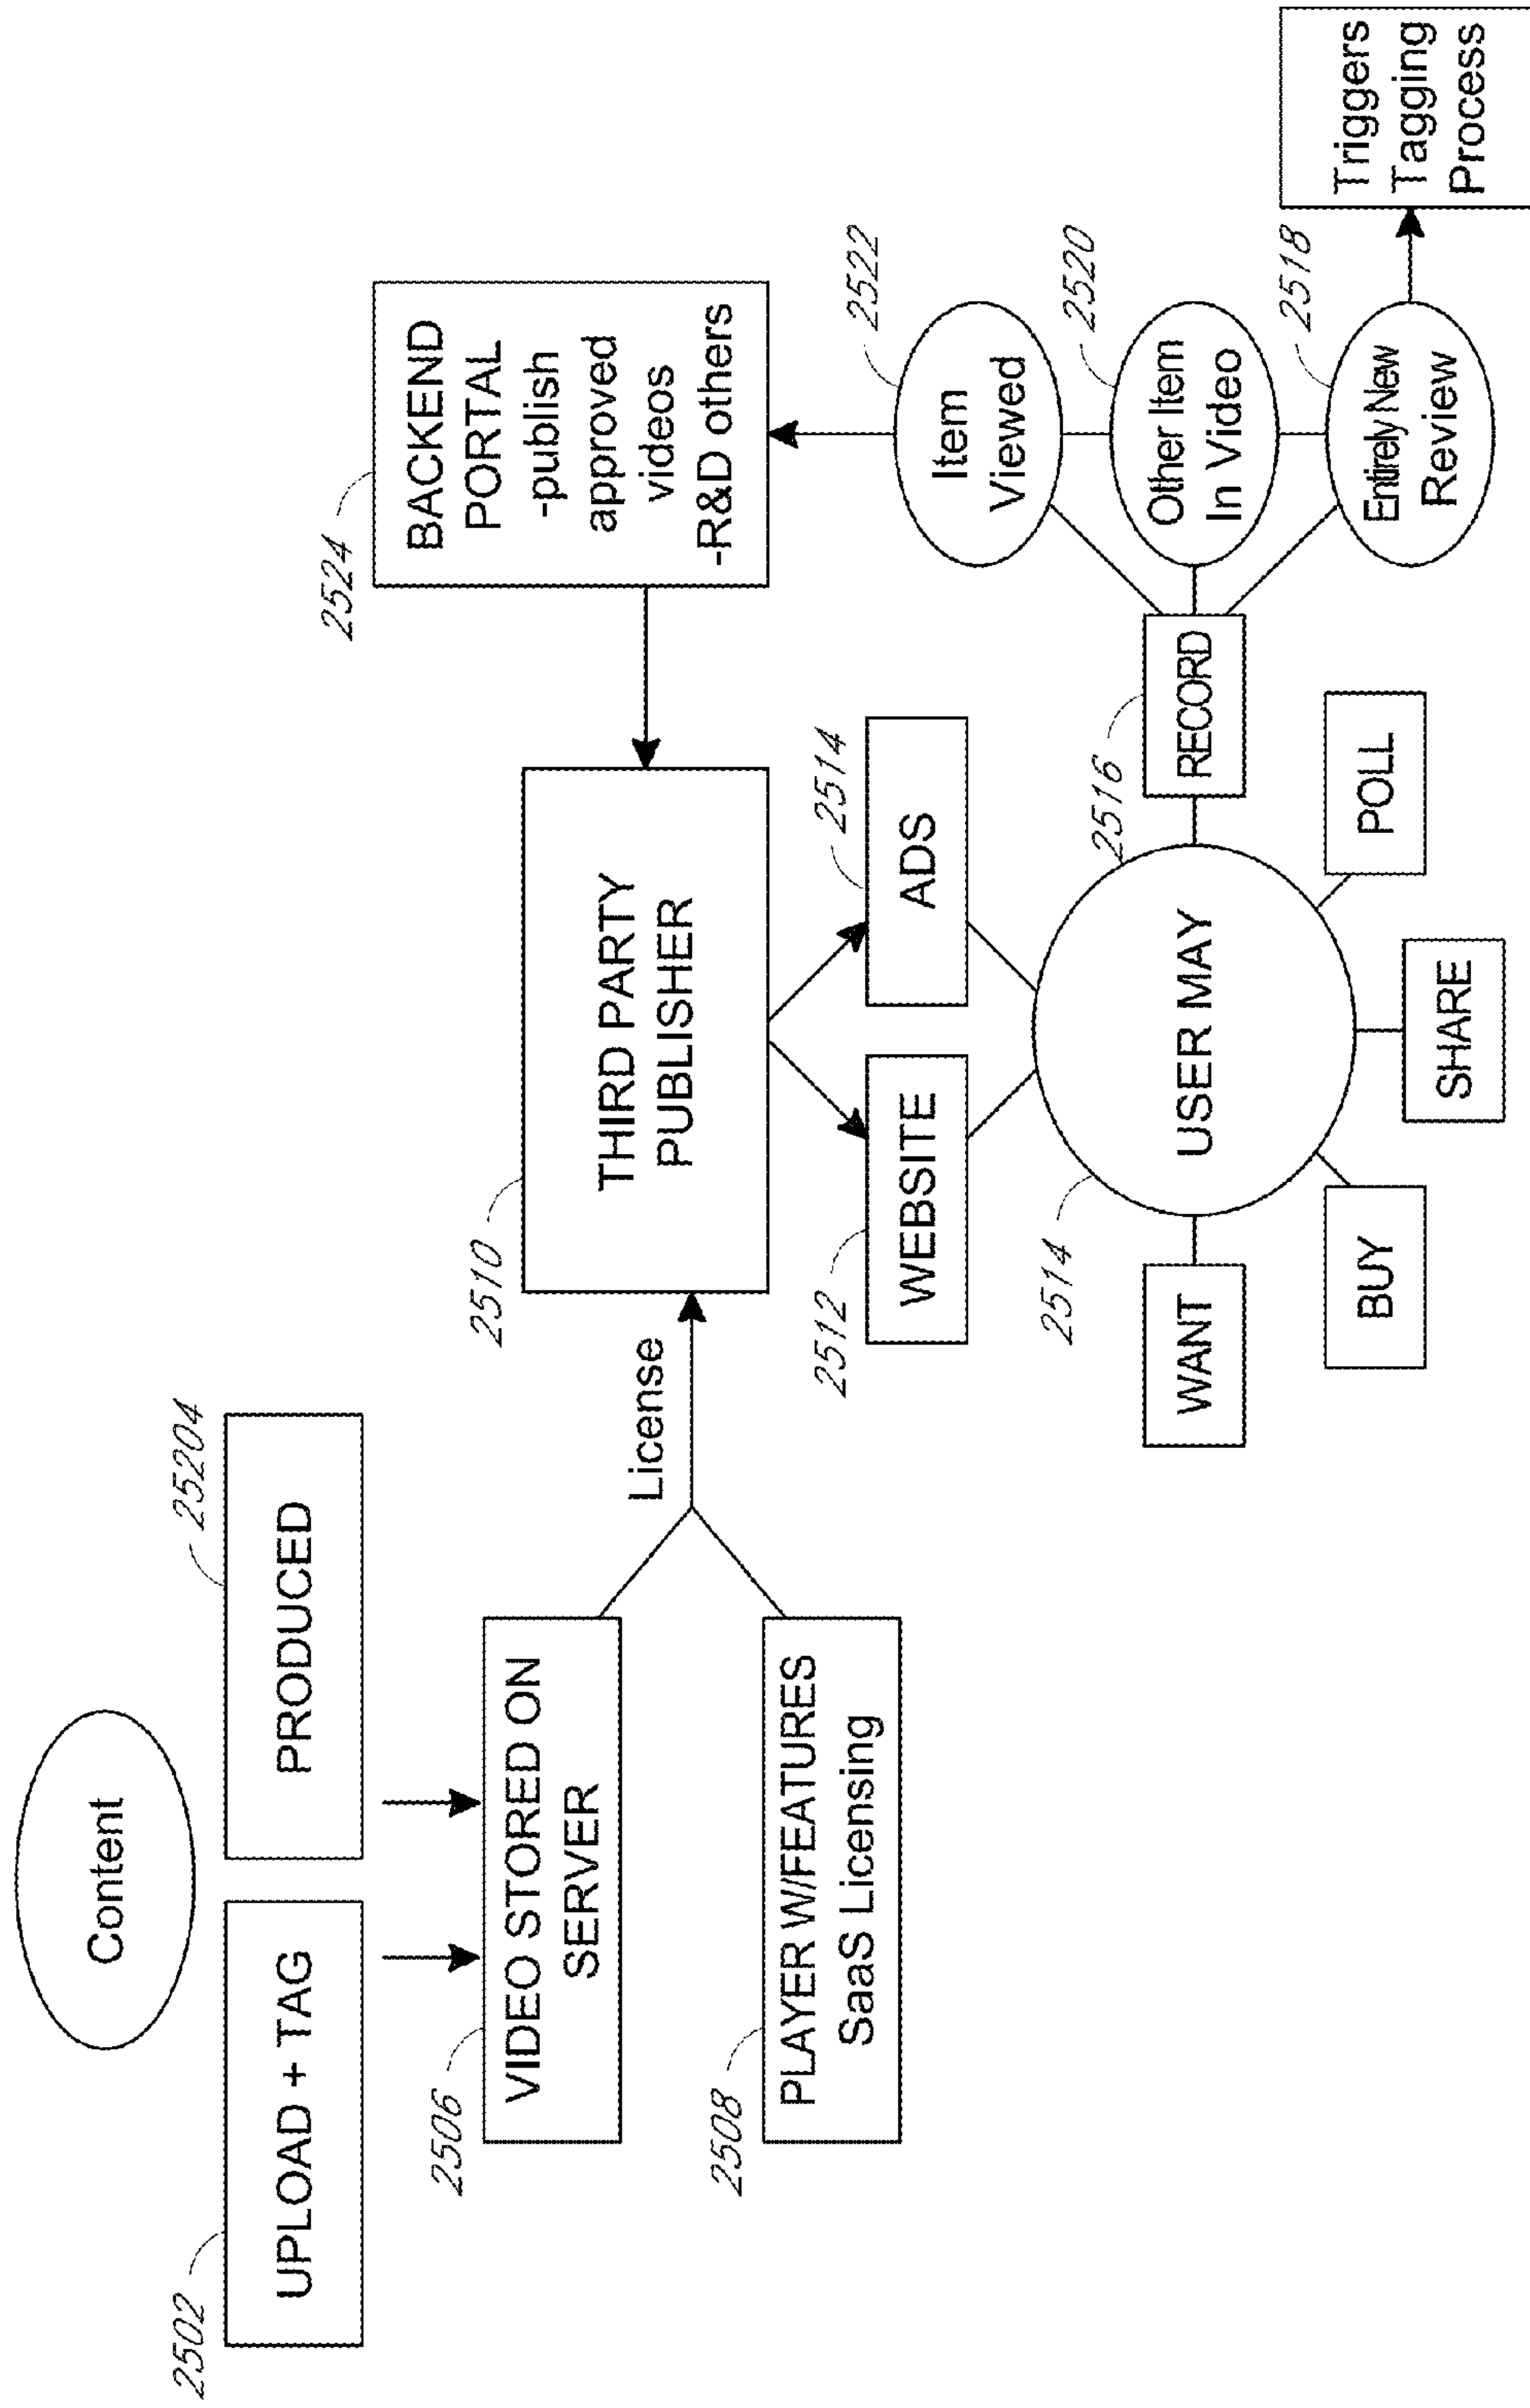 Content
2502
UPLOAD + TAG
25204
PRODUCED
2506
VIDEO STORED ON
SERVER
2508
PLAYER W/FEATURES
SaaS Licensing
License
2510
THIRD PARTY
PUBLISHER
2524
BACKEND
PORTAL
-publish
approved
videos
-R&D others
2512
WEBSITE
2514
ADS
2514
USER MAY
WANT
BUY
SHARE
POLL
2516
RECORD
2522
Item
Viewed
2520
Other Item
In Video
2518
Entirely New
Review
Triggers
Tagging
Process